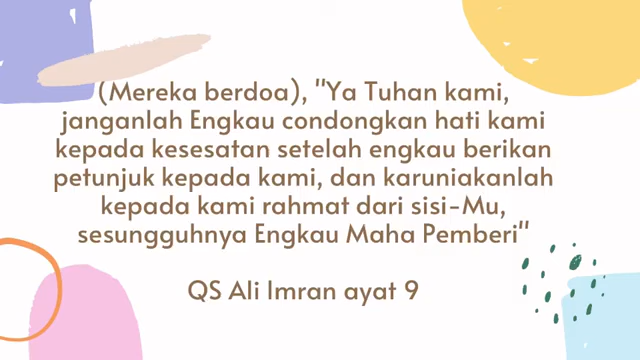 (Mereka berdoa), "Ya Tuhan kami,
janganlah Engkau condongkan hati kami
kepada kesesatan setelah engkau berikan
petunjuk kepada kami, dan karuniakanlah
kepada kami rahmat dari sisi-Mu,
sesungguhnya Engkau Maha Pemberi"
QS Ali Imran ayat 9